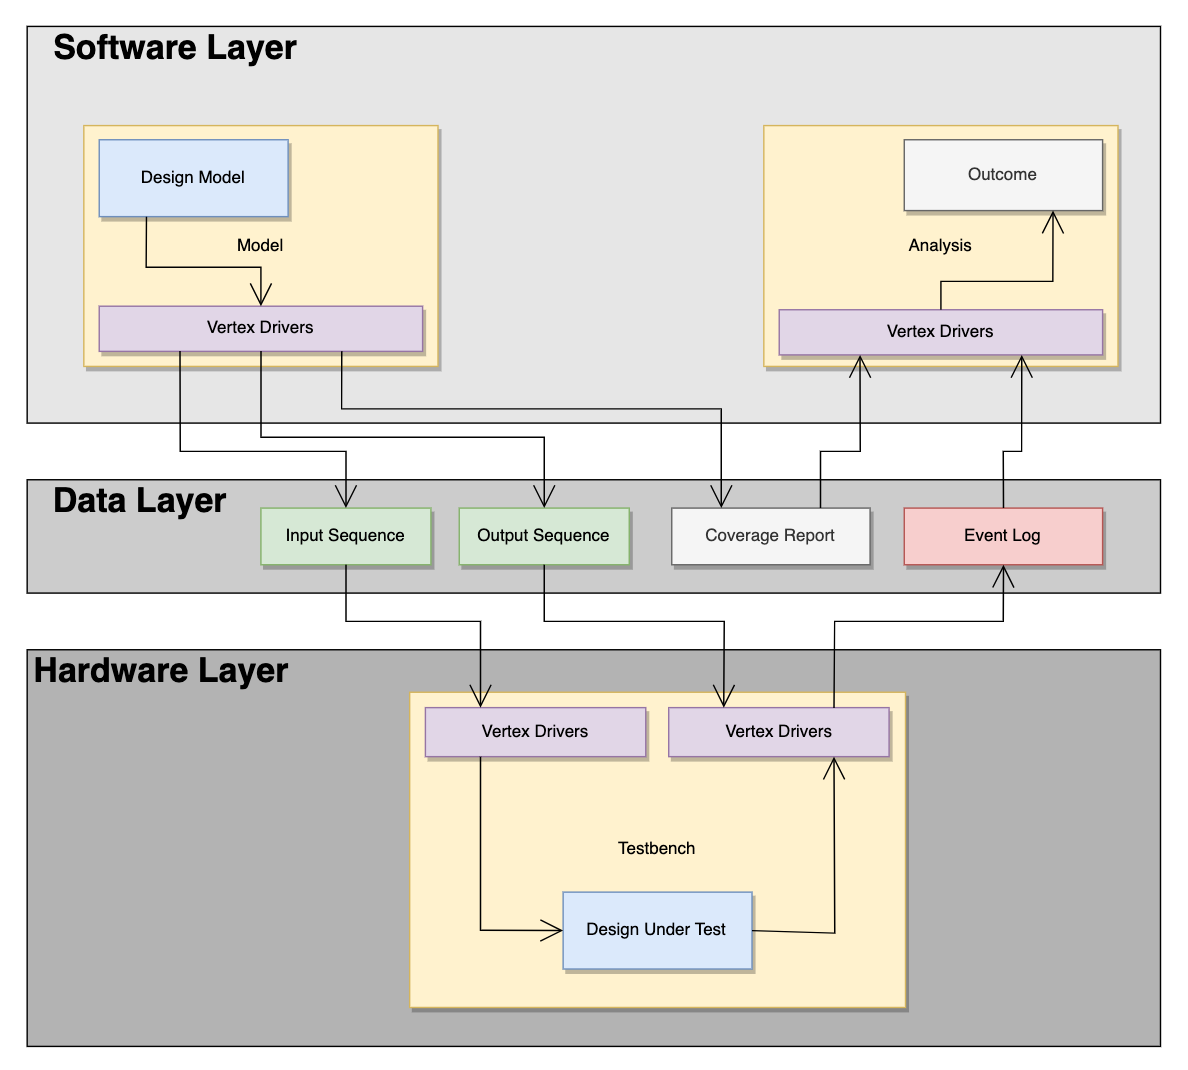 Software Layer
Design Model
Outcome
Model
Analysis
Vertex Drivers
Vertex Drivers
Data Layer
Input Sequence
Output Sequence
Coverage Report
Event Log
Hardware Layer
Vertex Drivers
Vertex Drivers
Testbench
Design Under Test